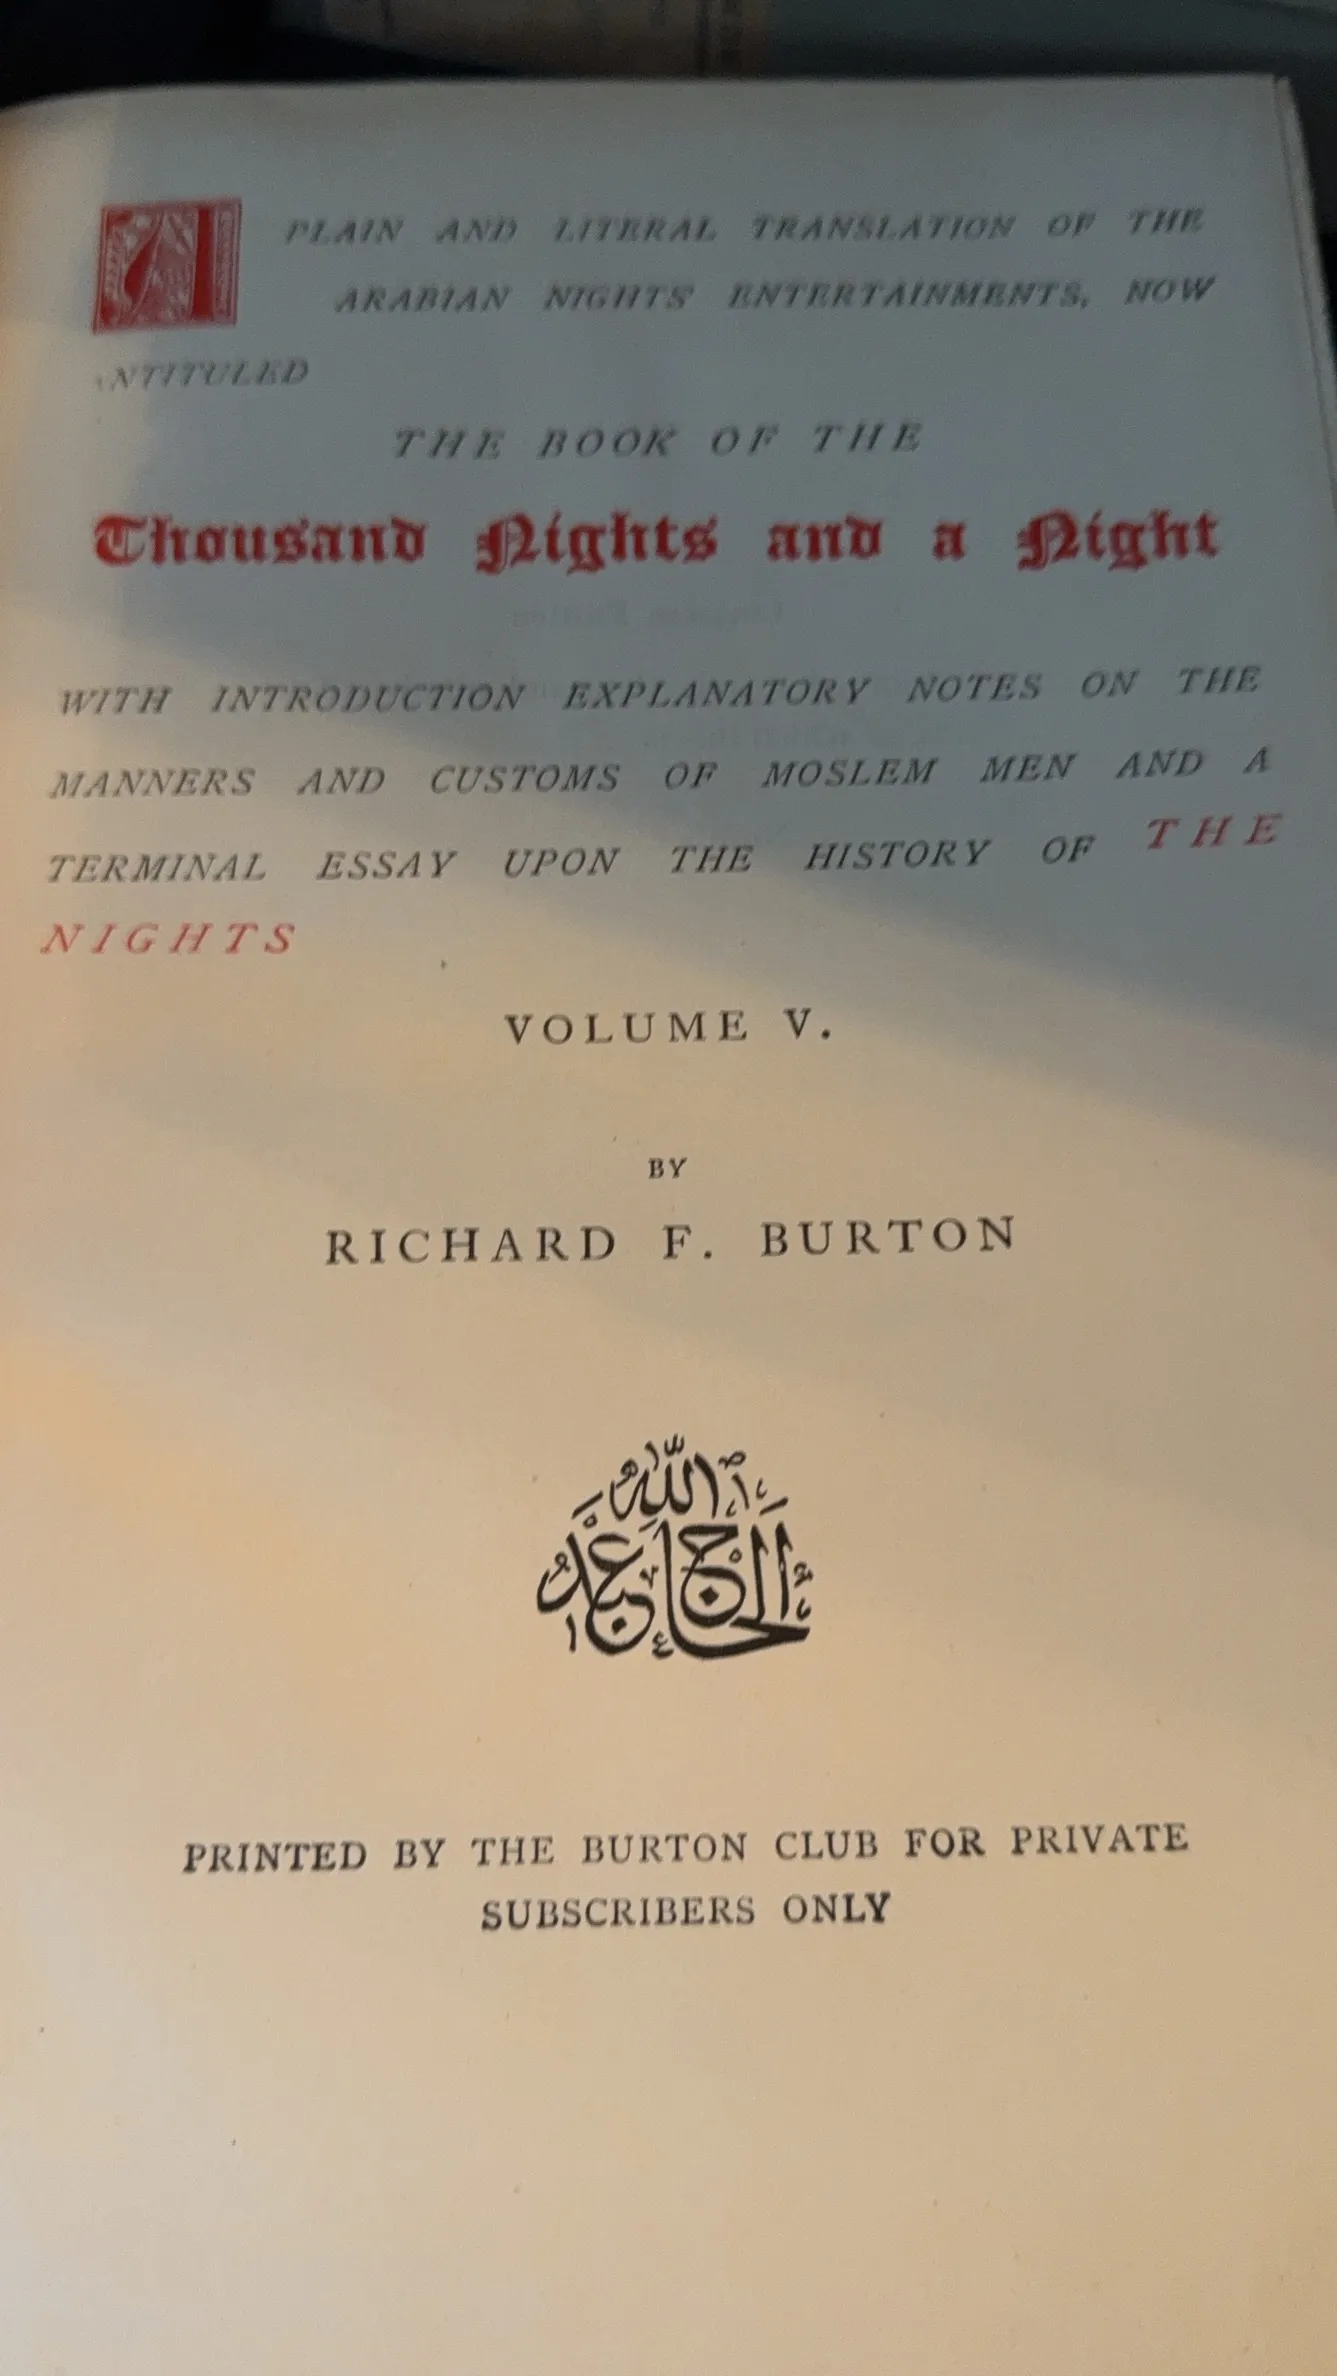 A PLAIN AND LITERAL TRANSLATION OF THE
ARABIAN NIGHTS ENTERTAINMENTS, NOW
NTITULED
THE BOOK OF THE
Thousand Nights and a Night
WITH INTRODUCTION EXPLANATORY NOTES ON THE
MANNERS AND CUSTOMS OF MOSLEM MEN AND A
TERMINAL ESSAY UPON THE HISTORY OF THE
NIGHTS
VOLUME V.
BY
RICHARD F. BURTON
الحاج عبد الله
PRINTED BY THE BURTON CLUB FOR PRIVATE
SUBSCRIBERS ONLY